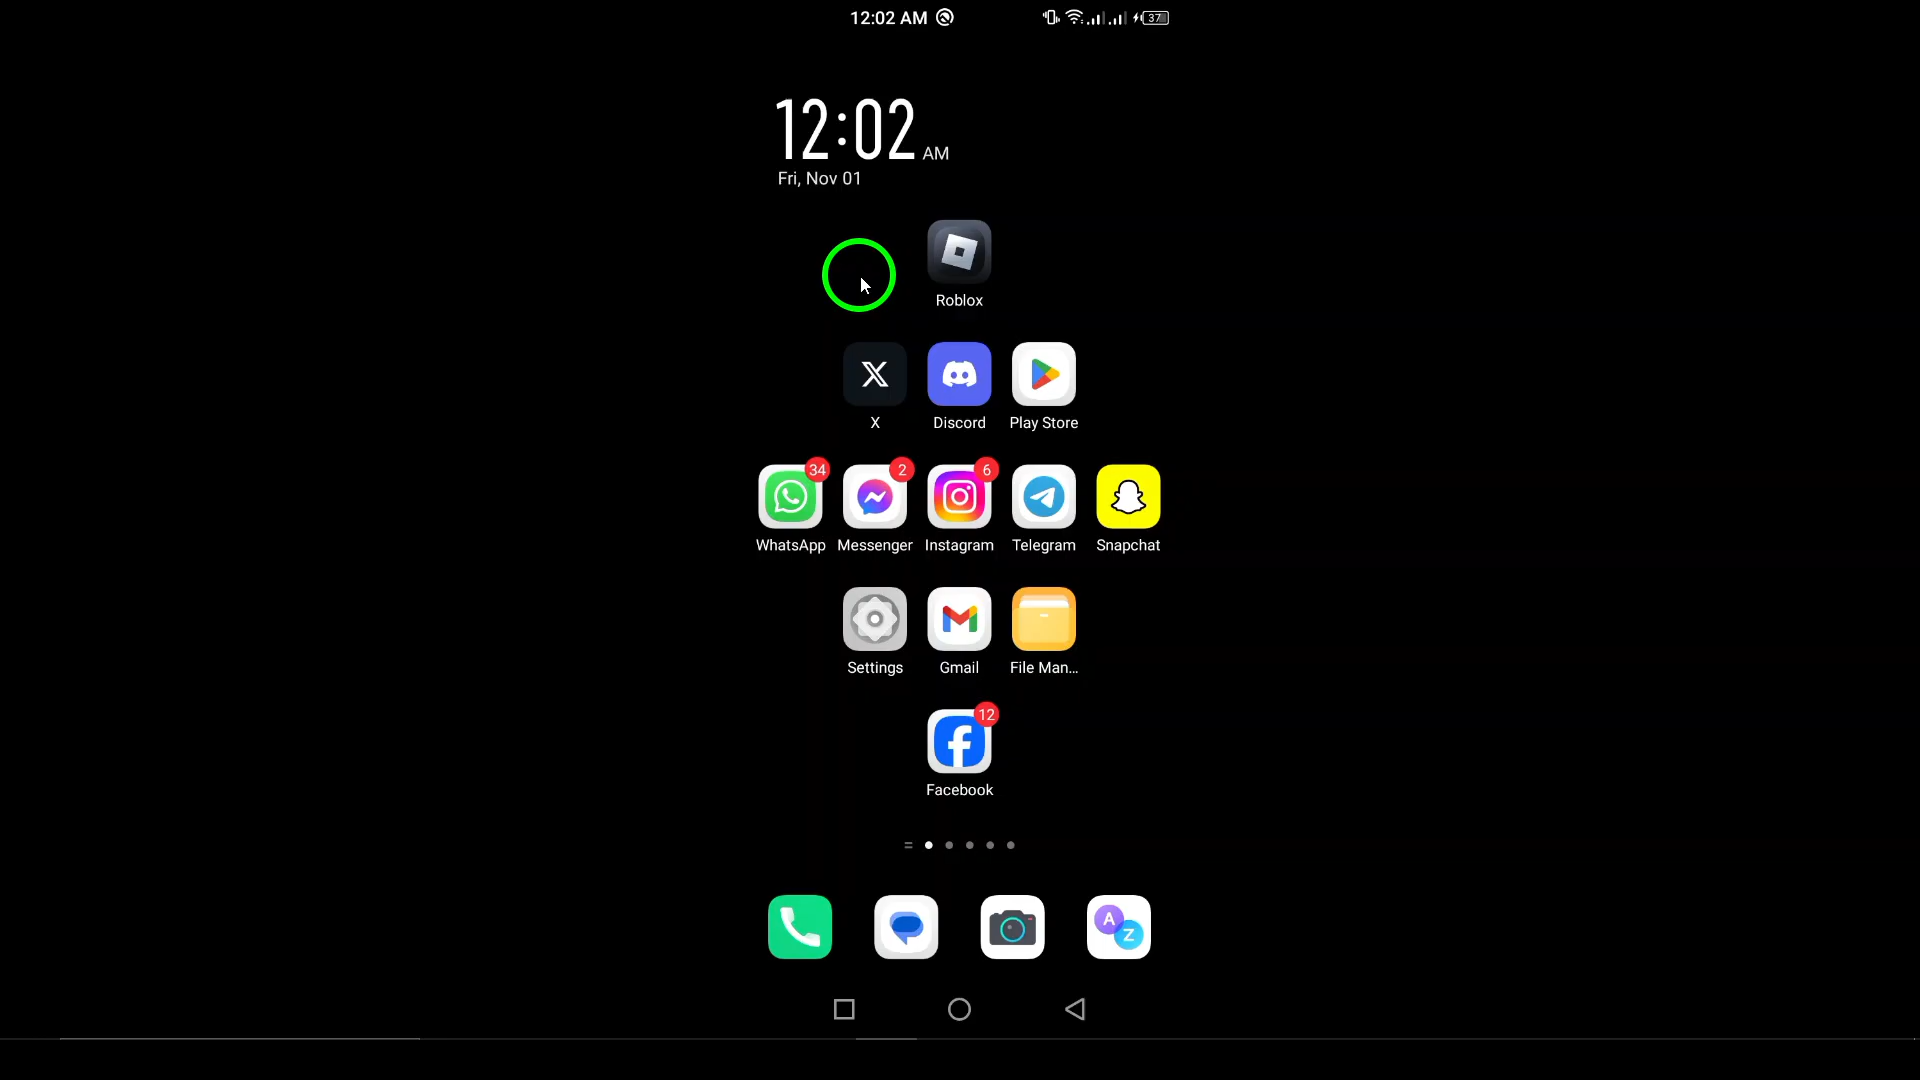 12:02 AM
37
12:02 AM
Fri, Nov 01
Roblox
X
Discord
Play Store
34
2
6
WhatsApp
Messenger
Instagram
Telegram
Snapchat
Settings
Gmail
File Man...
12
Facebook
A
Z